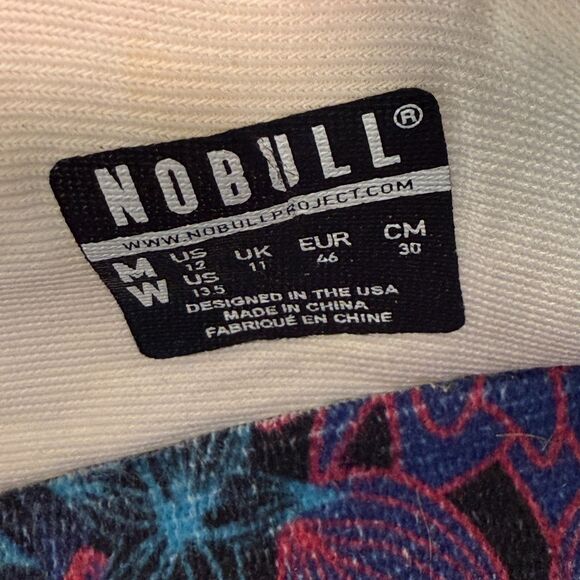 NOBULL®
WWW.NOBULLPROJECT.COM
M US 12 UK 11 EUR 46 CM 30
W US 13.5
DESIGNED IN THE USA
MADE IN CHINA
FABRIQUÉ EN CHINE